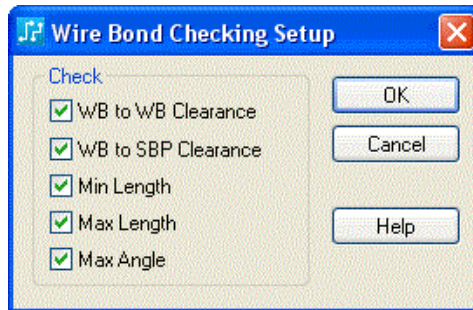 Wire Bond Checking Setup
Check
WB to WB Clearance
WB to SBP Clearance
Min Length
Max Length
Max Angle
OK
Cancel
Help